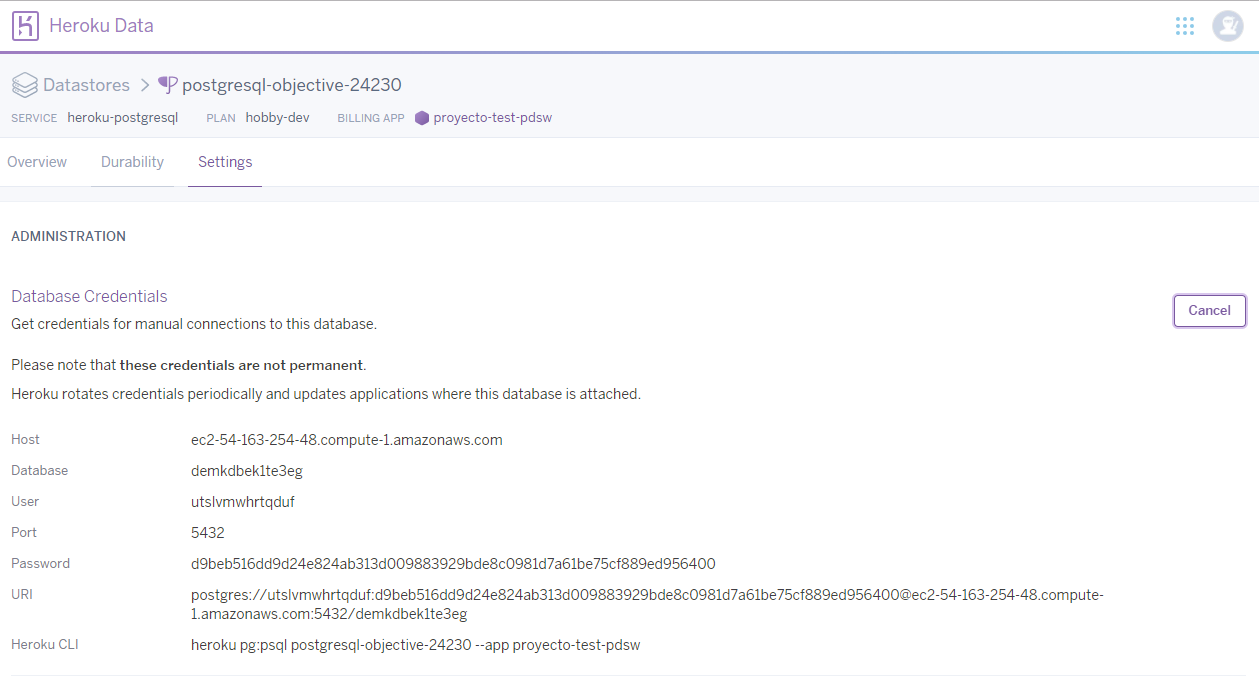 Heroku Data
Datastores > postgresql-objective-24230
SERVICE heroku-postgresql PLAN hobby-dev BILLING APP proyecto-test-pdsw
Overview Durability Settings
ADMINISTRATION
Database Credentials
Cancel
Get credentials for manual connections to this database.
Please note that these credentials are not permanent.
Heroku rotates credentials periodically and updates applications where this database is attached.
Host ec2-54-163-254-48.compute-1.amazonaws.com
Database demkdbek1te3eg
User utslvmwhrtqduf
Port 5432
Password d9beb516dd9d24e824ab313d009883929bde8c0981d7a61be75cf889ed956400
URI postgres://utslvmwhrtqduf:d9beb516dd9d24e824ab313d009883929bde8c0981d7a61be75cf889ed956400@ec2-54-163-254-48.compute-
1.amazonaws.com:5432/demkdbek1te3eg
Heroku CLI heroku pg:psql postgresql-objective-24230 --app proyecto-test-pdsw